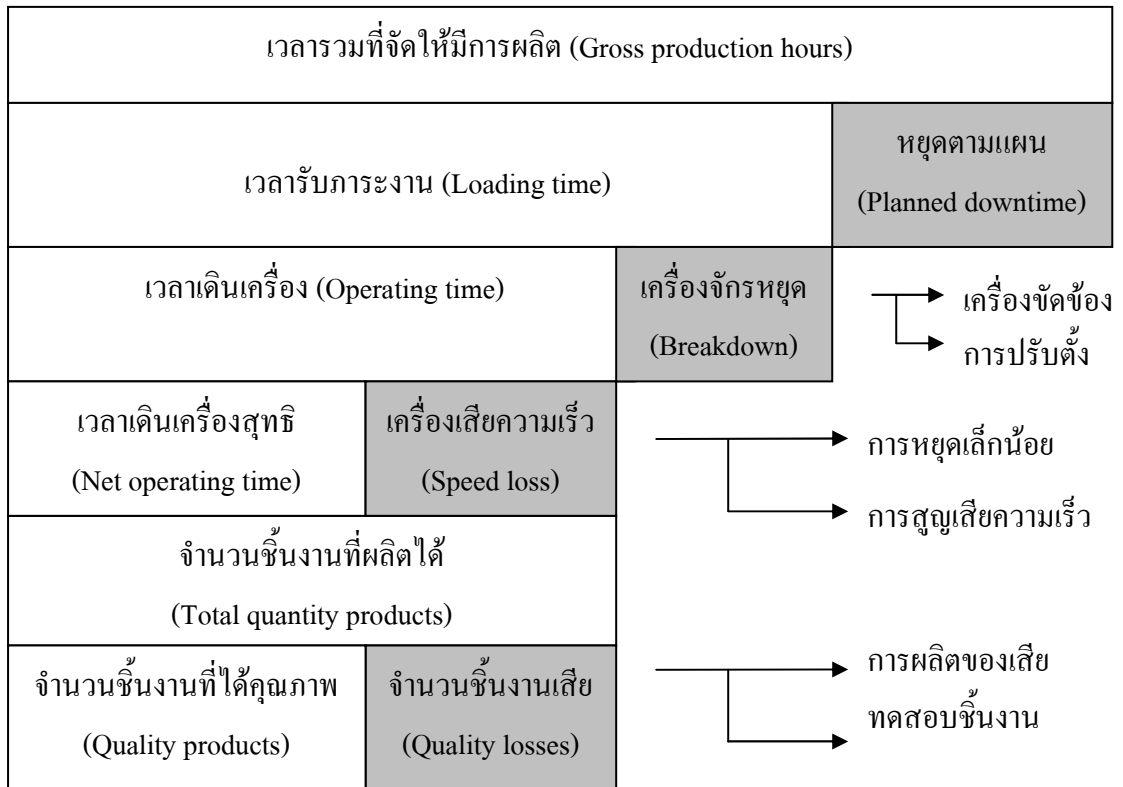 เวลารวมที่จัดให้มีการผลิต (Gross production hours)
เวลารับภาระงาน (Loading time)
หยุดตามแผน
(Planned downtime)
เวลาเดินเครื่อง (Operating time)
เครื่องจักรหยุด
(Breakdown)
เครื่องขัดข้อง
การปรับตั้ง
เวลาเดินเครื่องสุทธิ
(Net operating time)
เครื่องเสียความเร็ว
(Speed loss)
การหยุดเล็กน้อย
การสูญเสียความเร็ว
จำนวนชิ้นงานที่ผลิตได้
(Total quantity products)
จำนวนชิ้นงานที่ได้คุณภาพ
(Quality products)
จำนวนชิ้นงานเสีย
(Quality losses)
การผลิตของเสีย
ทดสอบชิ้นงาน